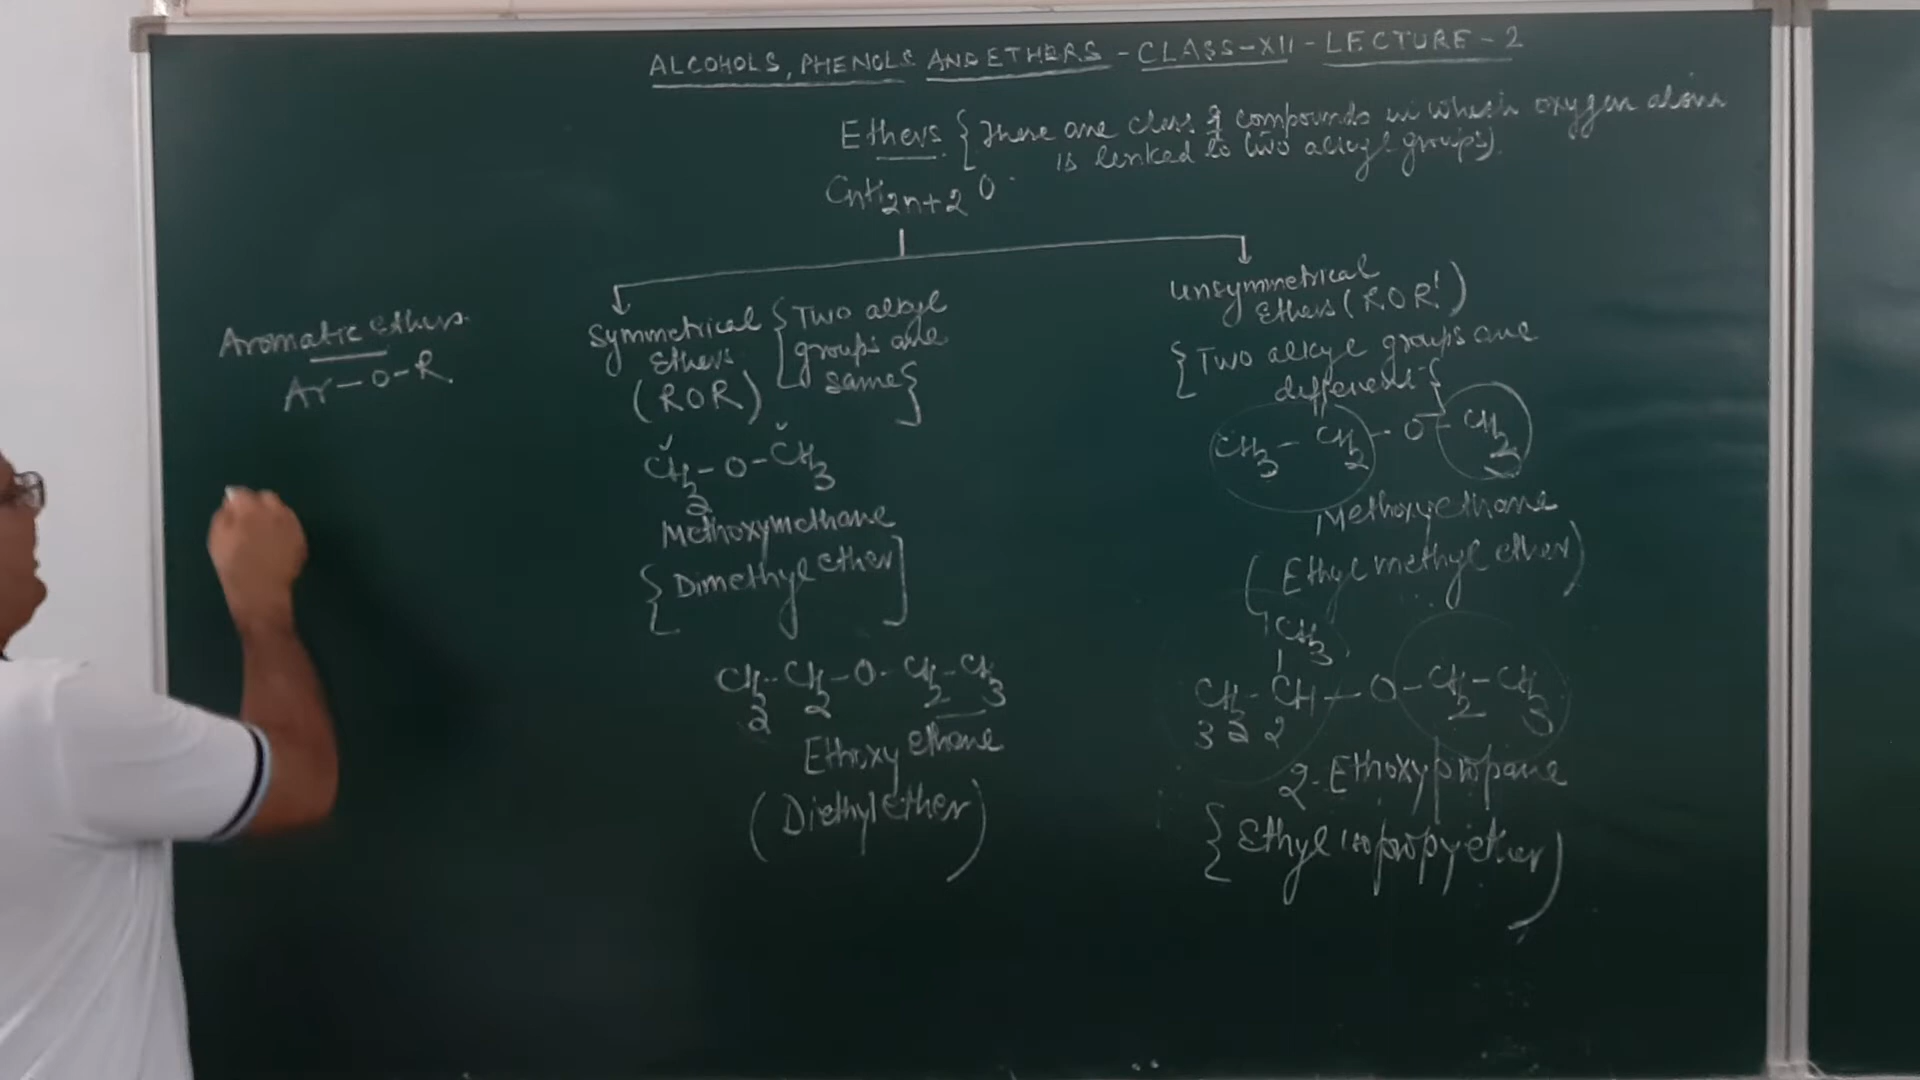 ALCOHOLS, PHENOLS AND ETHERS - CLASS-XII - LECTURE - 2
Ethers { These are class of compounds in which oxygen atom
is linked to two alkyl groups}.
CnH2n+2 O
Aromatic ethers.
Ar-O-R
Symmetrical
Ethers
(ROR)
{Two alkyl
groups are
same}
CH3-O-CH3
Methoxymethane
{Dimethyl ether}
CH3-CH2-O-CH2-CH3
Ethoxy ethane
(Diethyl ether)
Unsymmetrical
Ethers (ROR')
{Two alkyl groups are
different}
CH3-CH2-O-CH3
Methoxyethane
(Ethyl methyl ether)
CH3
CH3-CH-O-CH2-CH3
3 2
2-Ethoxypropane
{Ethyl isopropyl ether)